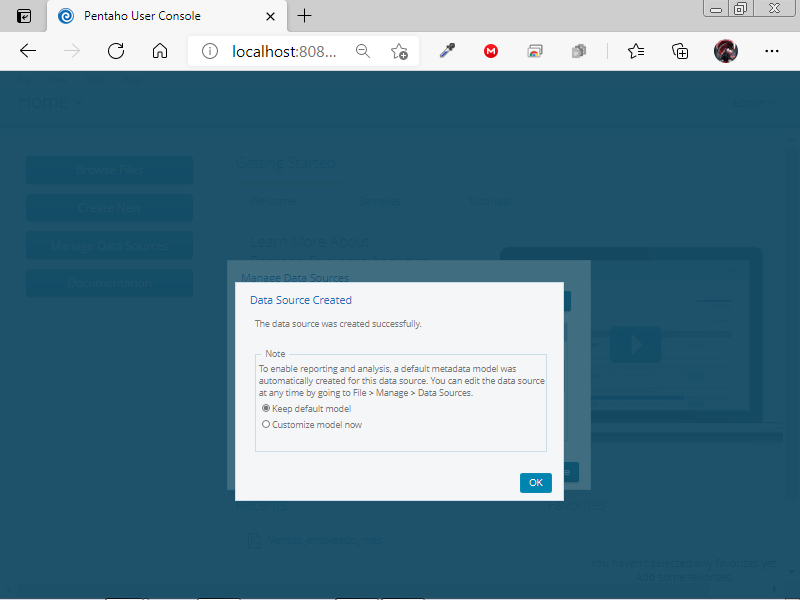 Pentaho User Console
localhost:808...
Home
Browse Files
Create New
Manage Data Sources
Documentation
Getting Started
Welcome
Samples
Tutorials
Learn More About
Manage Data Sources
Data Source Created
The data source was created successfully.
Note
To enable reporting and analysis, a default metadata model was
automatically created for this data source. You can edit the data source
at any time by going to File > Manage > Data Sources.
Keep default model
Customize model now
OK
Recents
Favorites
You haven't selected any favorites yet.
Add some favorites.